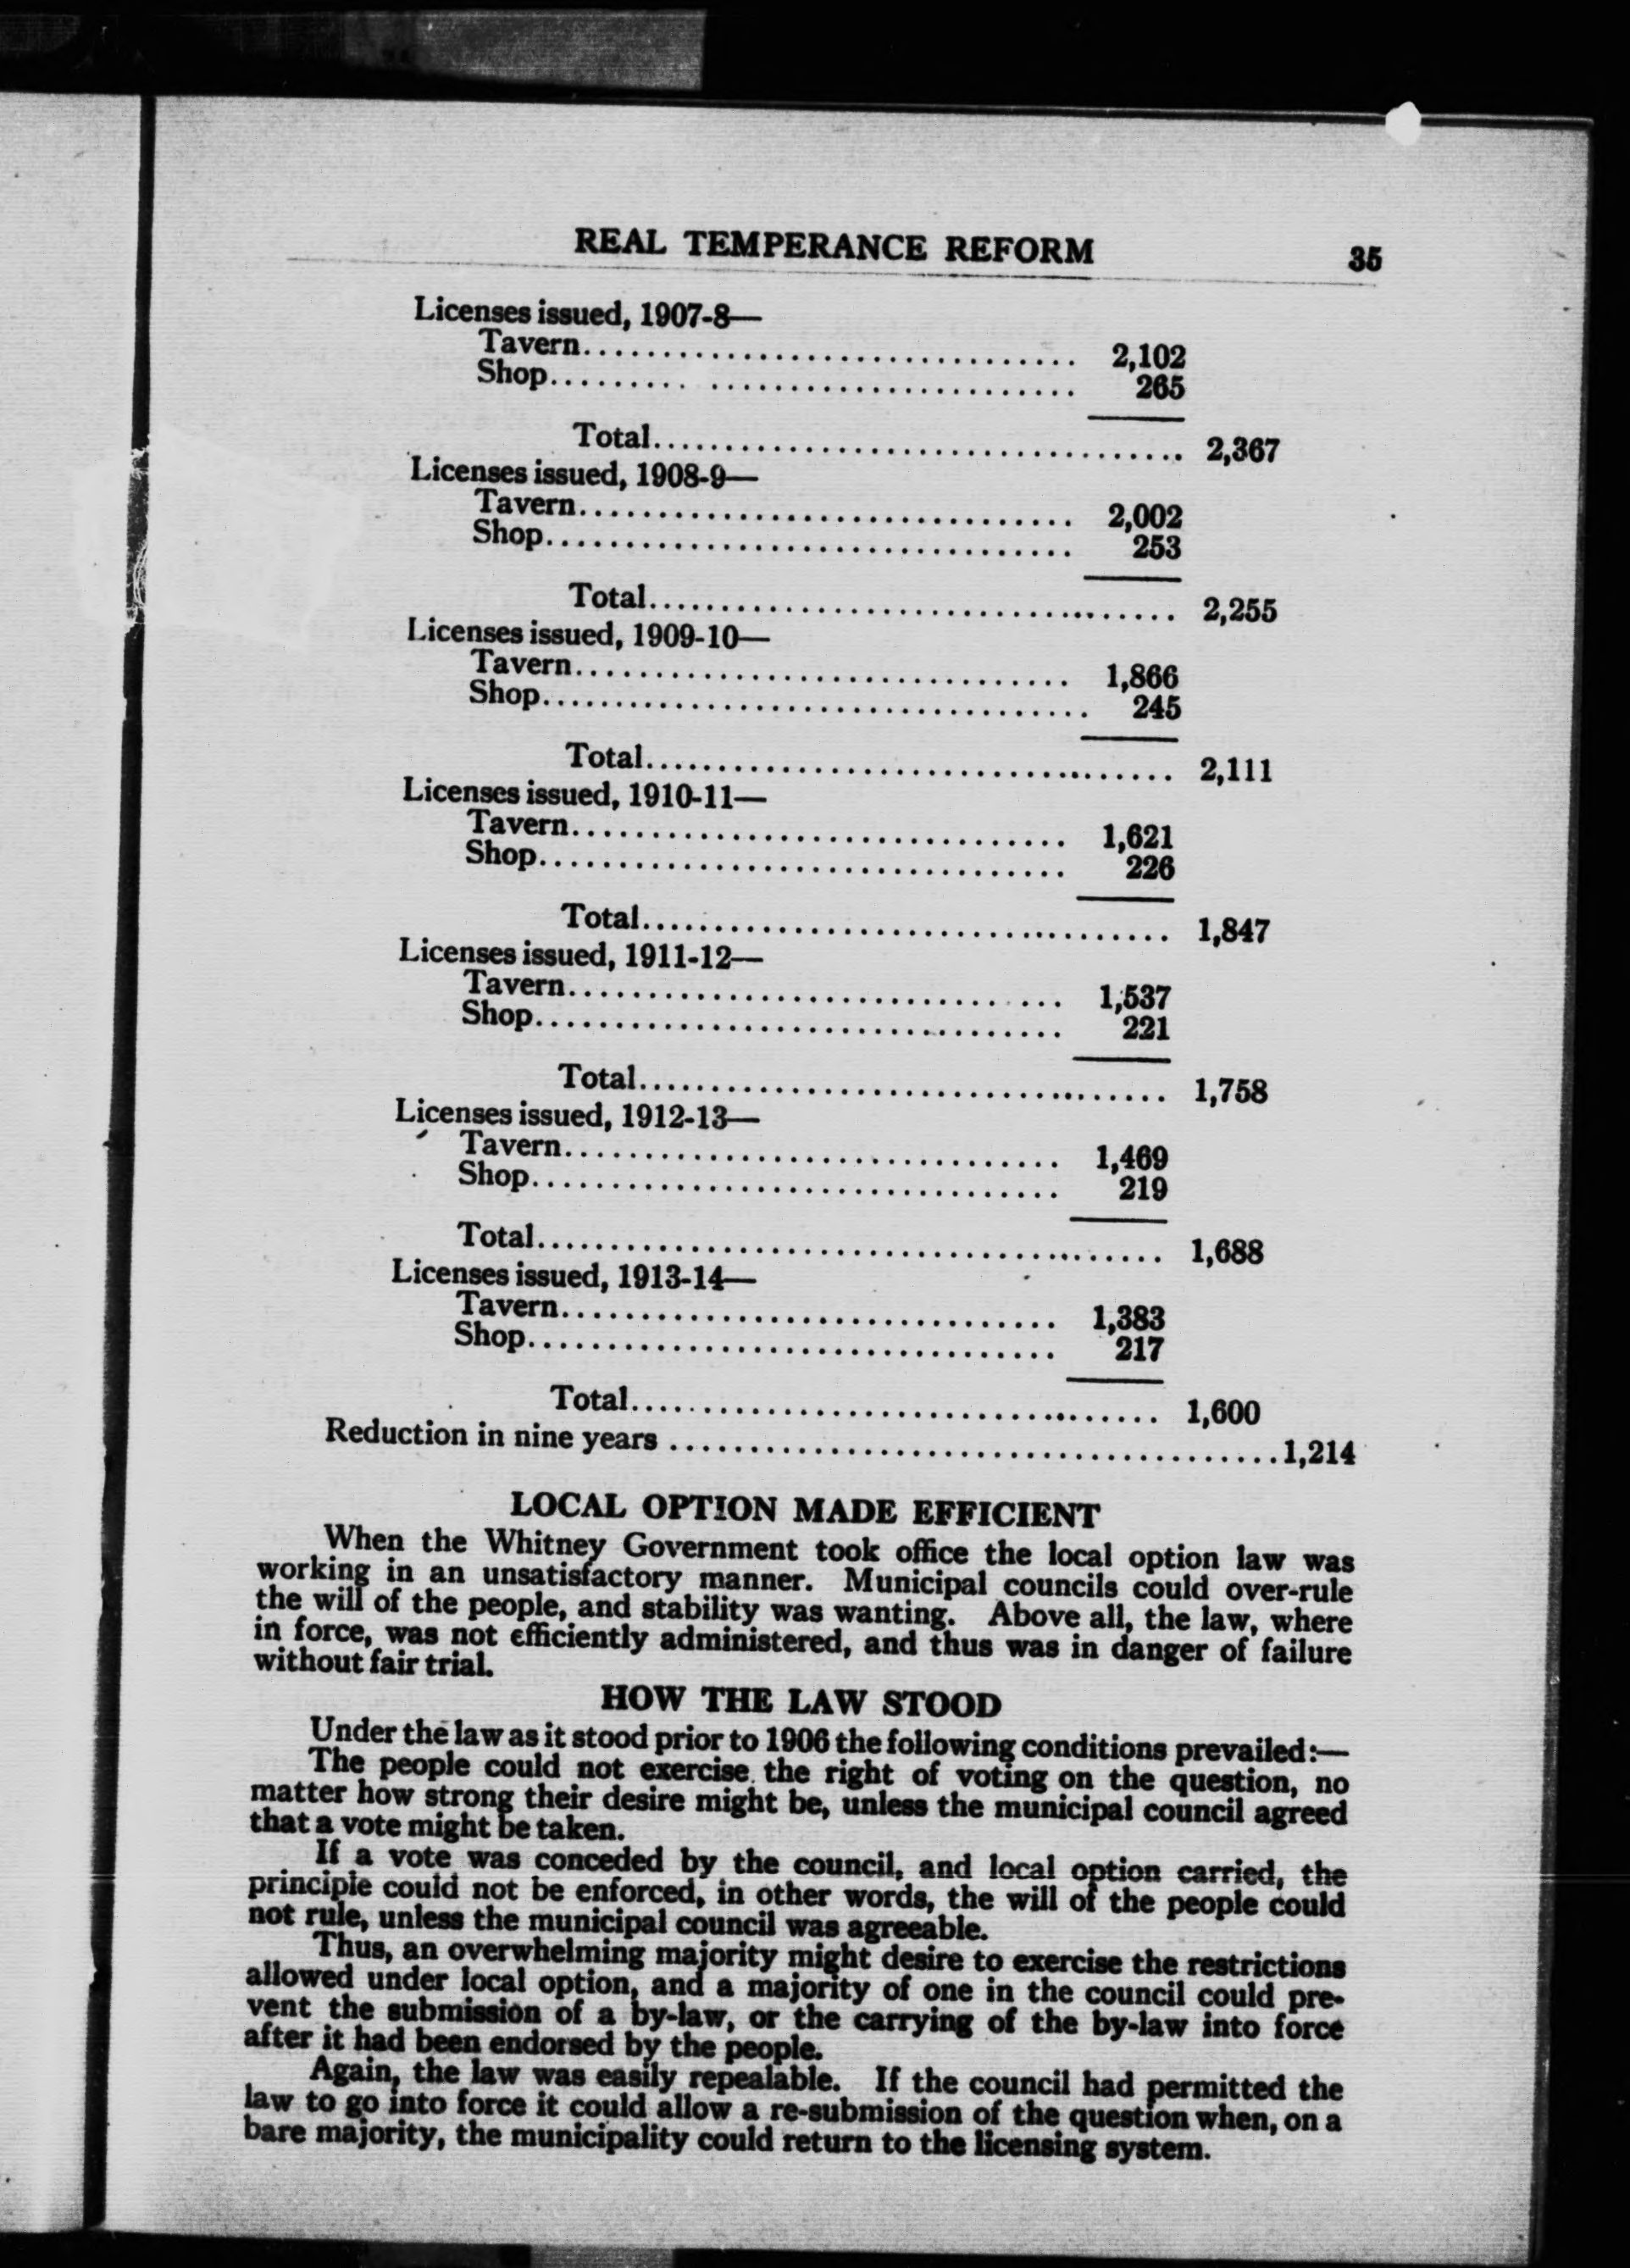 REAL TEMPERANCE REFORM 35
Licenses issued, 1907-8—
Tavern................................ 2,102
Shop................................ 265
Total................................ 2,367
Licenses issued, 1908-9—
Tavern................................ 2,002
Shop................................ 253
Total................................ 2,255
Licenses issued, 1909-10—
Tavern................................ 1,866
Shop................................ 245
Total................................ 2,111
Licenses issued, 1910-11—
Tavern................................ 1,621
Shop................................ 226
Total................................ 1,847
Licenses issued, 1911-12—
Tavern................................ 1,537
Shop................................ 221
Total................................ 1,758
Licenses issued, 1912-13—
Tavern................................ 1,469
Shop................................ 219
Total................................ 1,688
Licenses issued, 1913-14—
Tavern................................ 1,383
Shop................................ 217
Total................................ 1,600
Reduction in nine years ................................ 1,214
LOCAL OPTION MADE EFFICIENT
When the Whitney Government took office the local option law was
working in an unsatisfactory manner. Municipal councils could over-rule
the will of the people, and stability was wanting. Above all, the law, where
in force, was not efficiently administered, and thus was in danger of failure
without fair trial.
HOW THE LAW STOOD
Under the law as it stood prior to 1906 the following conditions prevailed:—
The people could not exercise the right of voting on the question, no
matter how strong their desire might be, unless the municipal council agreed
that a vote might be taken.
If a vote was conceded by the council, and local option carried, the
principle could not be enforced, in other words, the will of the people could
not rule, unless the municipal council was agreeable.
Thus, an overwhelming majority might desire to exercise the restrictions
allowed under local option, and a majority of one in the council could pre-
vent the submission of a by-law, or the carrying of the by-law into force
after it had been endorsed by the people.
Again, the law was easily repealable. If the council had permitted the
law to go into force it could allow a re-submission of the question when, on a
bare majority, the municipality could return to the licensing system.